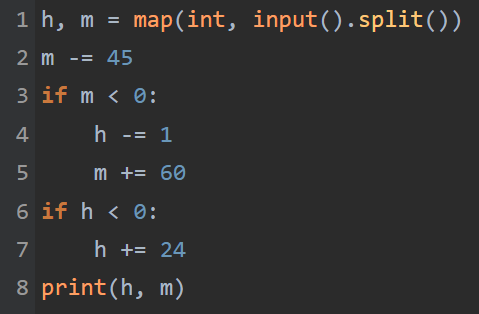 1 h, m = map(int, input().split())
2 m -= 45
3 if m < 0:
4     h -= 1
5     m += 60
6 if h < 0:
7     h += 24
8 print(h, m)